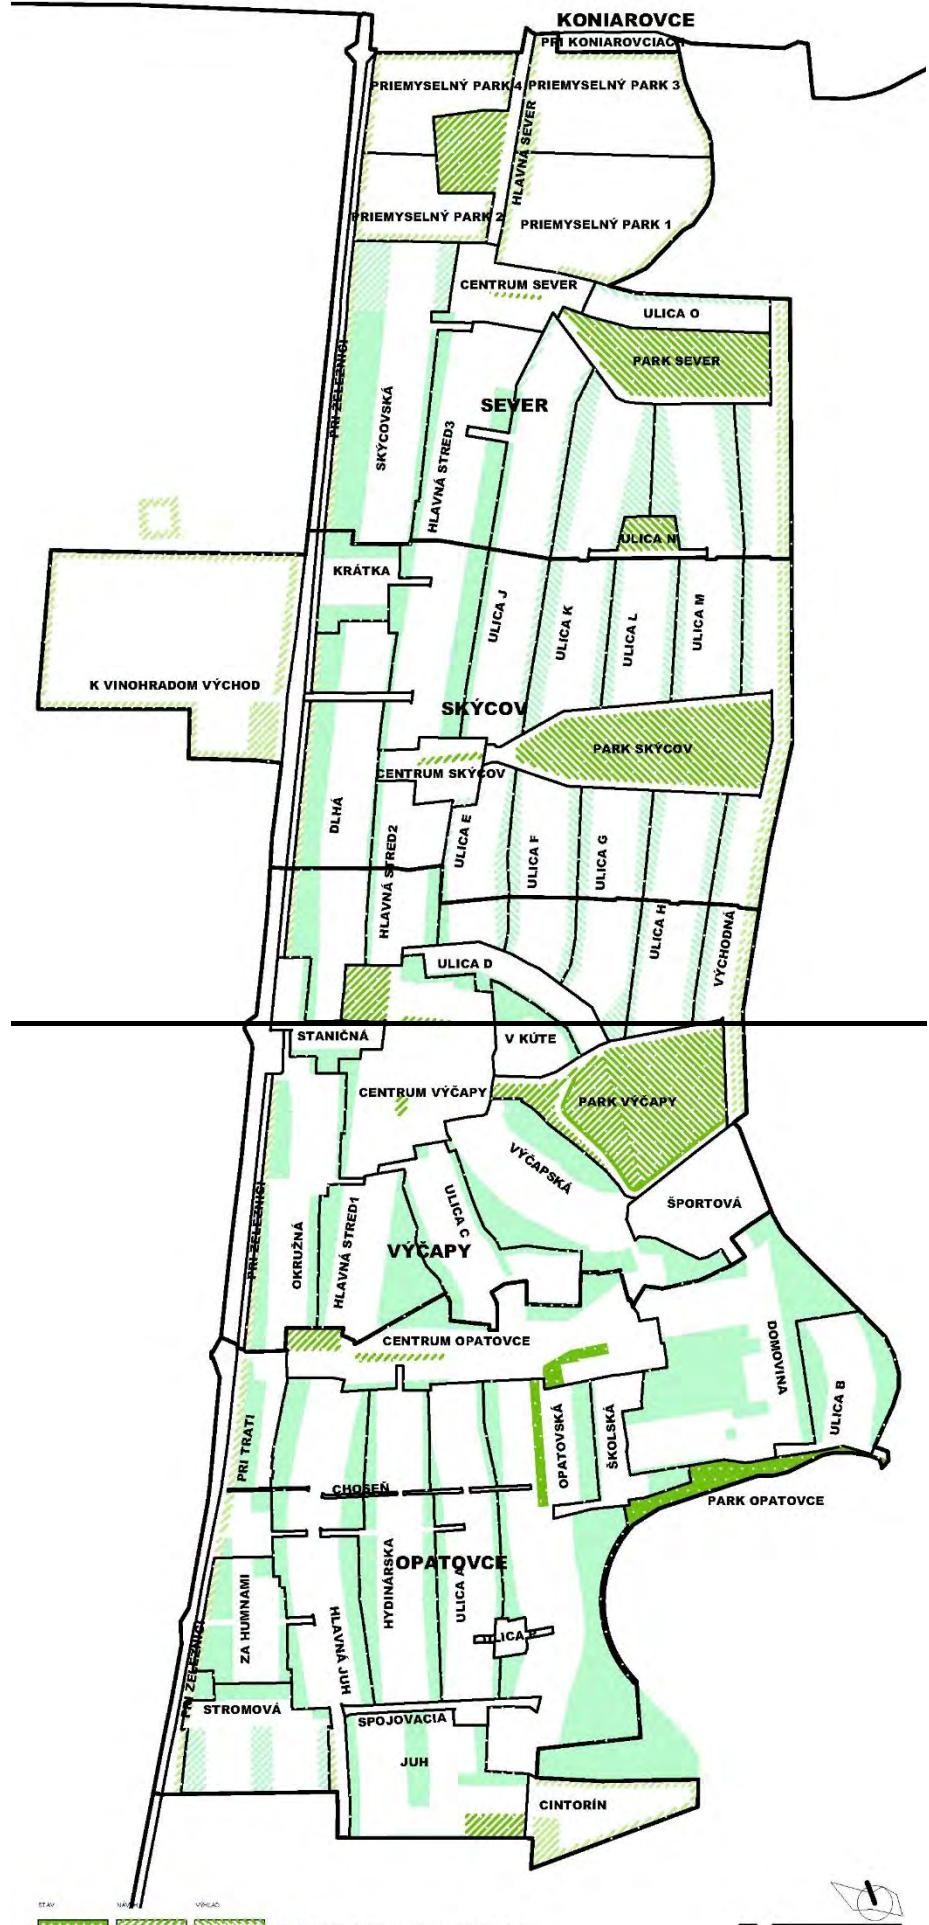 KONIAROVCE
PRI KONIAROVCIACH
PRIEMYSELNÝ PARK 4
PRIEMYSELNÝ PARK 3
HLAVNÁ SEVER
PRIEMYSELNÝ PARK 2
PRIEMYSELNÝ PARK 1
CENTRUM SEVER
ULICA O
PRI ŽELEZNICI
PARK SEVER
SKÝCOVSKÁ
SEVER
HLAVNÁ STRED3
ULICA N
KRÁTKA
ULICA J
ULICA K
ULICA L
ULICA M
K VINOHRADOM VÝCHOD
SKÝCOV
PARK SKÝCOV
CENTRUM SKÝCOV
DLHÁ
HLAVNÁ STRED2
ULICA E
ULICA F
ULICA G
ULICA H
VÝCHODNÁ
ULICA D
STANIČNÁ
V KÚTE
CENTRUM VÝČAPY
PARK VÝČAPY
VÝČAPSKÁ
ŠPORTOVÁ
PRI ŽELEZNICI
OKRUŽNÁ
HLAVNÁ STRED1
ULICA C
VÝČAPY
CENTRUM OPATOVCE
DOMOVINA
ULICA B
PRI TRATI
OPATOVSKÁ
ŠKOLSKÁ
CHOSEŇ
PARK OPATOVCE
OPATOVCE
HYDINÁRSKA
ULICA A
ZA HUMNAMI
HLAVNÁ JUH
PRI ŽELEZNICI
STROMOVÁ
SPOJOVACIA
JUH
CINTORÍN
STAV
NÁVRH
VÝHĽAD